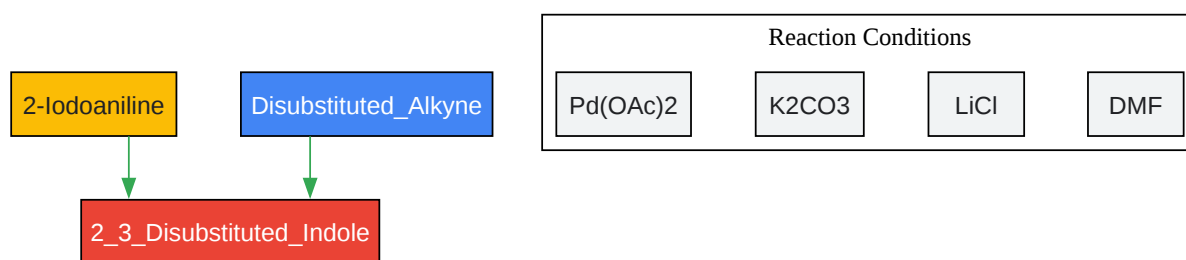 Reaction Conditions
2-Iodoaniline
Disubstituted_Alkyne
Pd(OAc)2
K2CO3
LiCl
DMF
2_3_Disubstituted_Indole